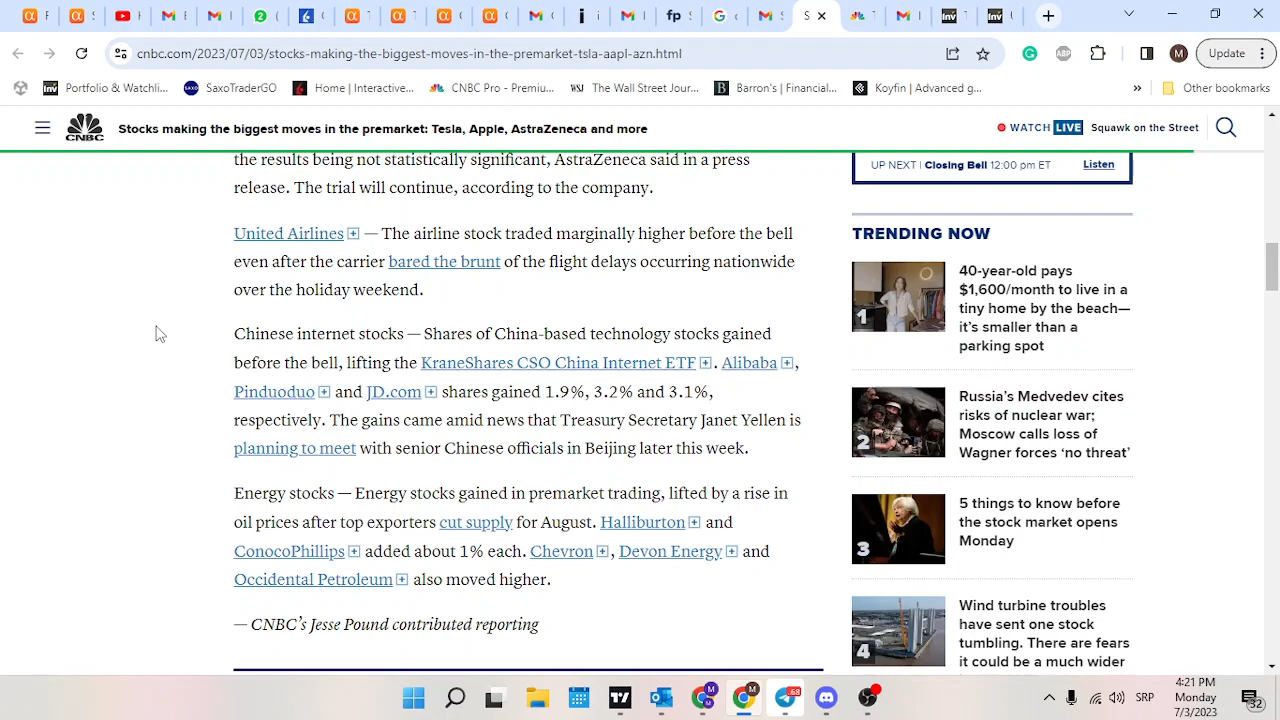 cnbc.com/2023/07/03/stocks-making-the-biggest-moves-in-the-premarket-tsla-aapl-azn.html
ABP
M
Update
Portfolio & Watchli...
SaxoTraderGO
Home | Interactive...
CNBC Pro - Premiu...
The Wall Street Jour...
Barron's | Financial...
Koyfin | Advanced g...
»
Other bookmarks
CNBC
Stocks making the biggest moves in the premarket: Tesla, Apple, AstraZeneca and more
WATCH LIVE Squawk on the Street
the results being not statistically significant, AstraZeneca said in a press
release. The trial will continue, according to the company.
United Airlines — The airline stock traded marginally higher before the bell
even after the carrier bared the brunt of the flight delays occurring nationwide
over the holiday weekend.
Chinese internet stocks — Shares of China-based technology stocks gained
before the bell, lifting the KraneShares CSO China Internet ETF. Alibaba,
Pinduoduo and JD.com shares gained 1.9%, 3.2% and 3.1%,
respectively. The gains came amid news that Treasury Secretary Janet Yellen is
planning to meet with senior Chinese officials in Beijing later this week.
Energy stocks — Energy stocks gained in premarket trading, lifted by a rise in
oil prices after top exporters cut supply for August. Halliburton and
ConocoPhillips added about 1% each. Chevron, Devon Energy and
Occidental Petroleum also moved higher.
— CNBC's Jesse Pound contributed reporting
UP NEXT | Closing Bell 12:00 pm ET
Listen
TRENDING NOW
1
40-year-old pays
$1,600/month to live in a
tiny home by the beach—
it's smaller than a
parking spot
2
Russia's Medvedev cites
risks of nuclear war;
Moscow calls loss of
Wagner forces 'no threat'
3
5 things to know before
the stock market opens
Monday
4
Wind turbine troubles
have sent one stock
tumbling. There are fears
it could be a much wider
SRP
4:21 PM
Monday
7/3/2023